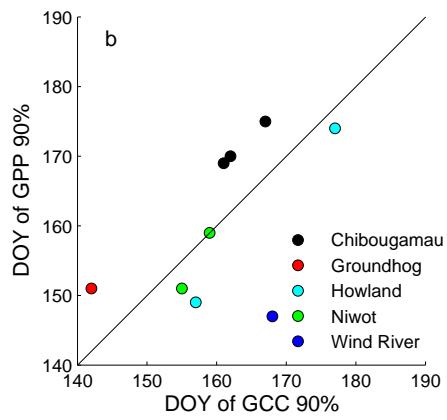 190
b
180
170
160
150
140
DOY of GPP 90%
Chibougamau
Groundhog
Howland
Niwot
Wind River
140 150 160 170 180 190
DOY of GCC 90%